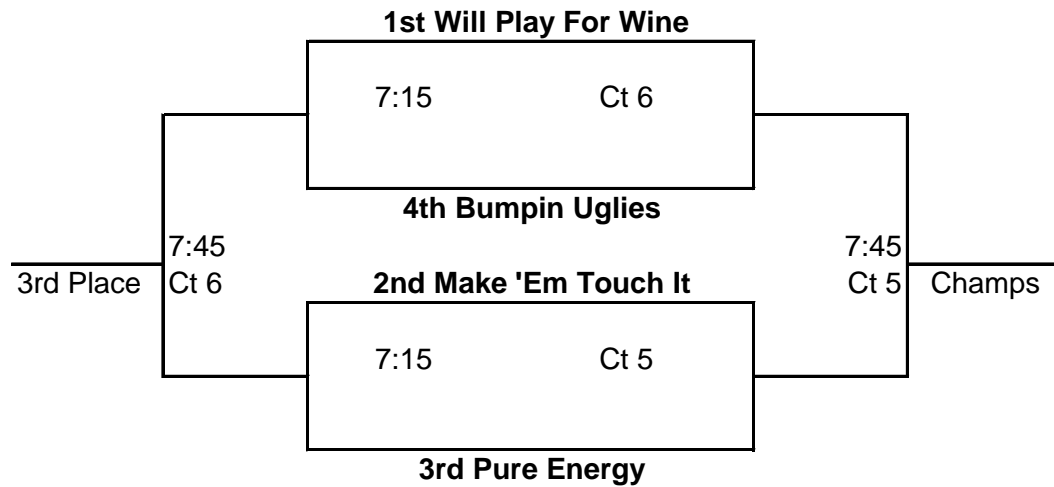 1st Will Play For Wine
7:15 Ct 6
4th Bumpin Uglies
7:45 7:45
3rd Place Ct 6 2nd Make 'Em Touch It Ct 5 Champs
7:15 Ct 5
3rd Pure Energy